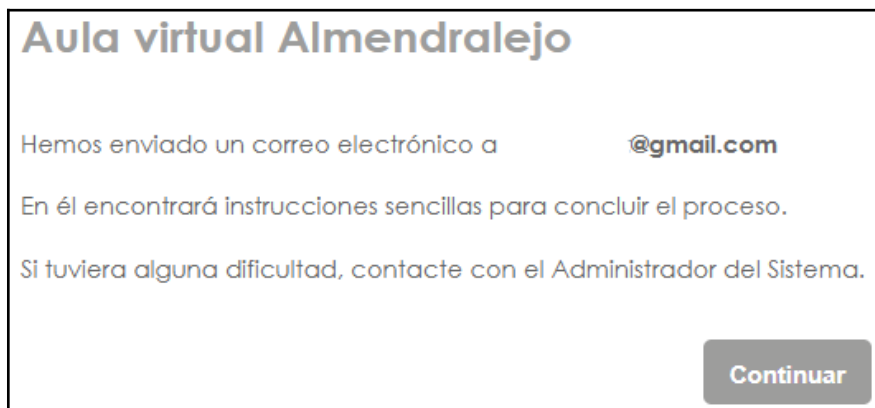 Aula virtual Almendralejo
Hemos enviado un correo electrónico a @gmail.com
En él encontrará instrucciones sencillas para concluir el proceso.
Si tuviera alguna dificultad, contacte con el Administrador del Sistema.
Continuar